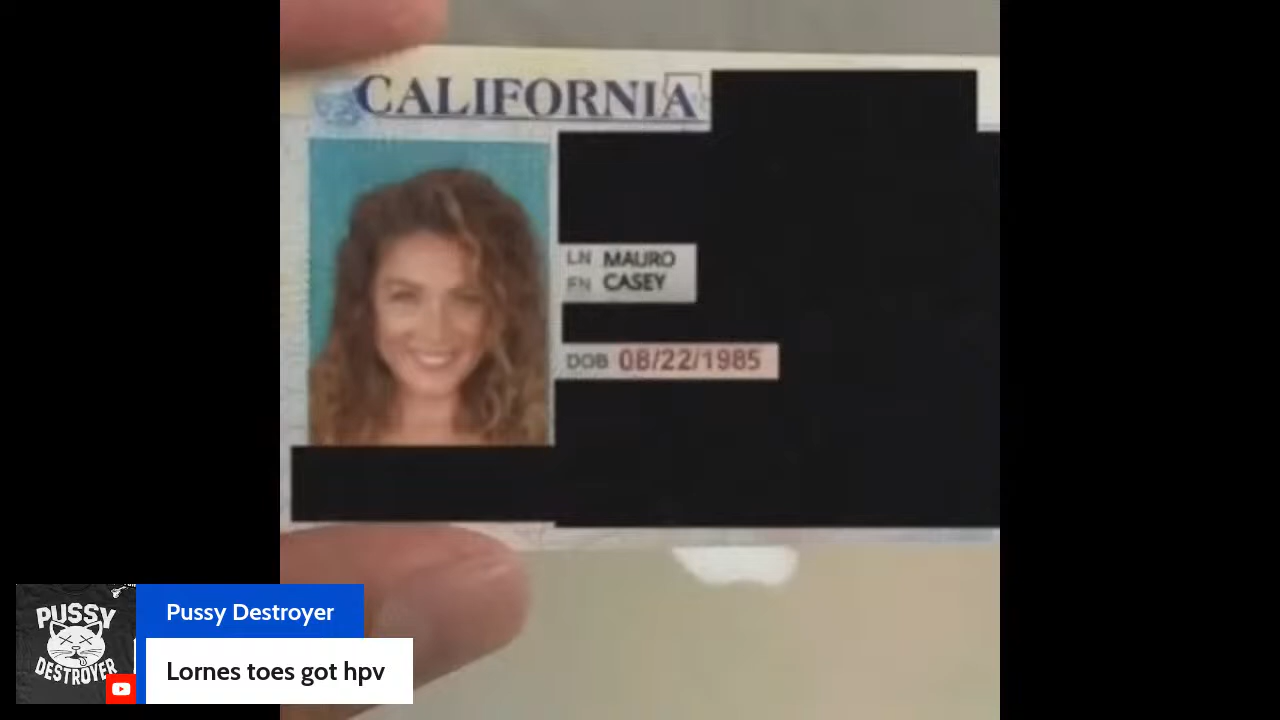 CALIFORNIA
LN MAURO
FN CASEY
DOB 08/22/1985
PUSSY
DESTROYER
Pussy Destroyer
Lornes toes got hpv